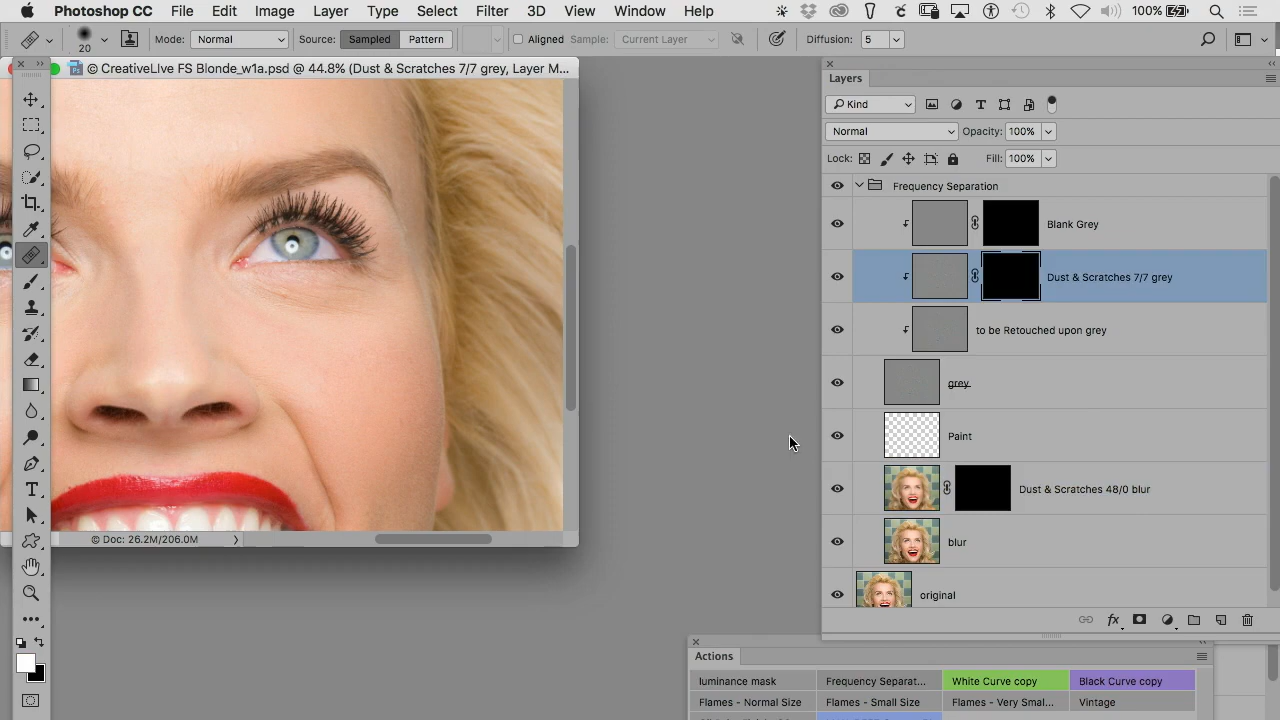 Photoshop CC File Edit Image Layer Type Select Filter 3D View Window Help 100%
20 Mode: Normal Source: Sampled Pattern Aligned Sample: Current Layer Diffusion: 5
© CreativeLIve FS Blonde_w1a.psd @ 44.8% (Dust & Scratches 7/7 grey, Layer M...
Layers
Kind
Normal Opacity: 100%
Lock: Fill: 100%
Frequency Separation
Blank Grey
Dust & Scratches 7/7 grey
to be Retouched upon grey
grey
Paint
Dust & Scratches 48/0 blur
blur
original
© Doc: 26.2M/206.0M
Actions
luminance mask Frequency Separat... White Curve copy Black Curve copy
Flames - Normal Size Flames - Small Size Flames - Very Smal... Vintage